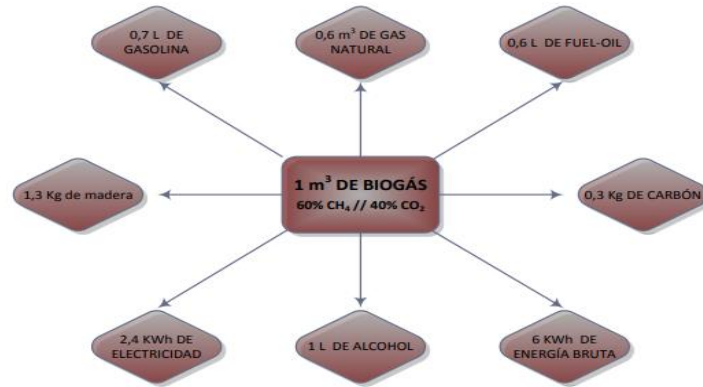 0,7 L DE
GASOLINA
0,6 m³ DE GAS
NATURAL
0,6 L DE FUEL-OIL
1,3 Kg de madera
1 m³ DE BIOGÁS
60% CH₄ // 40% CO₂
0,3 Kg DE CARBÓN
2,4 KWh DE
ELECTRICIDAD
1 L DE ALCOHOL
6 KWh DE
ENERGÍA BRUTA